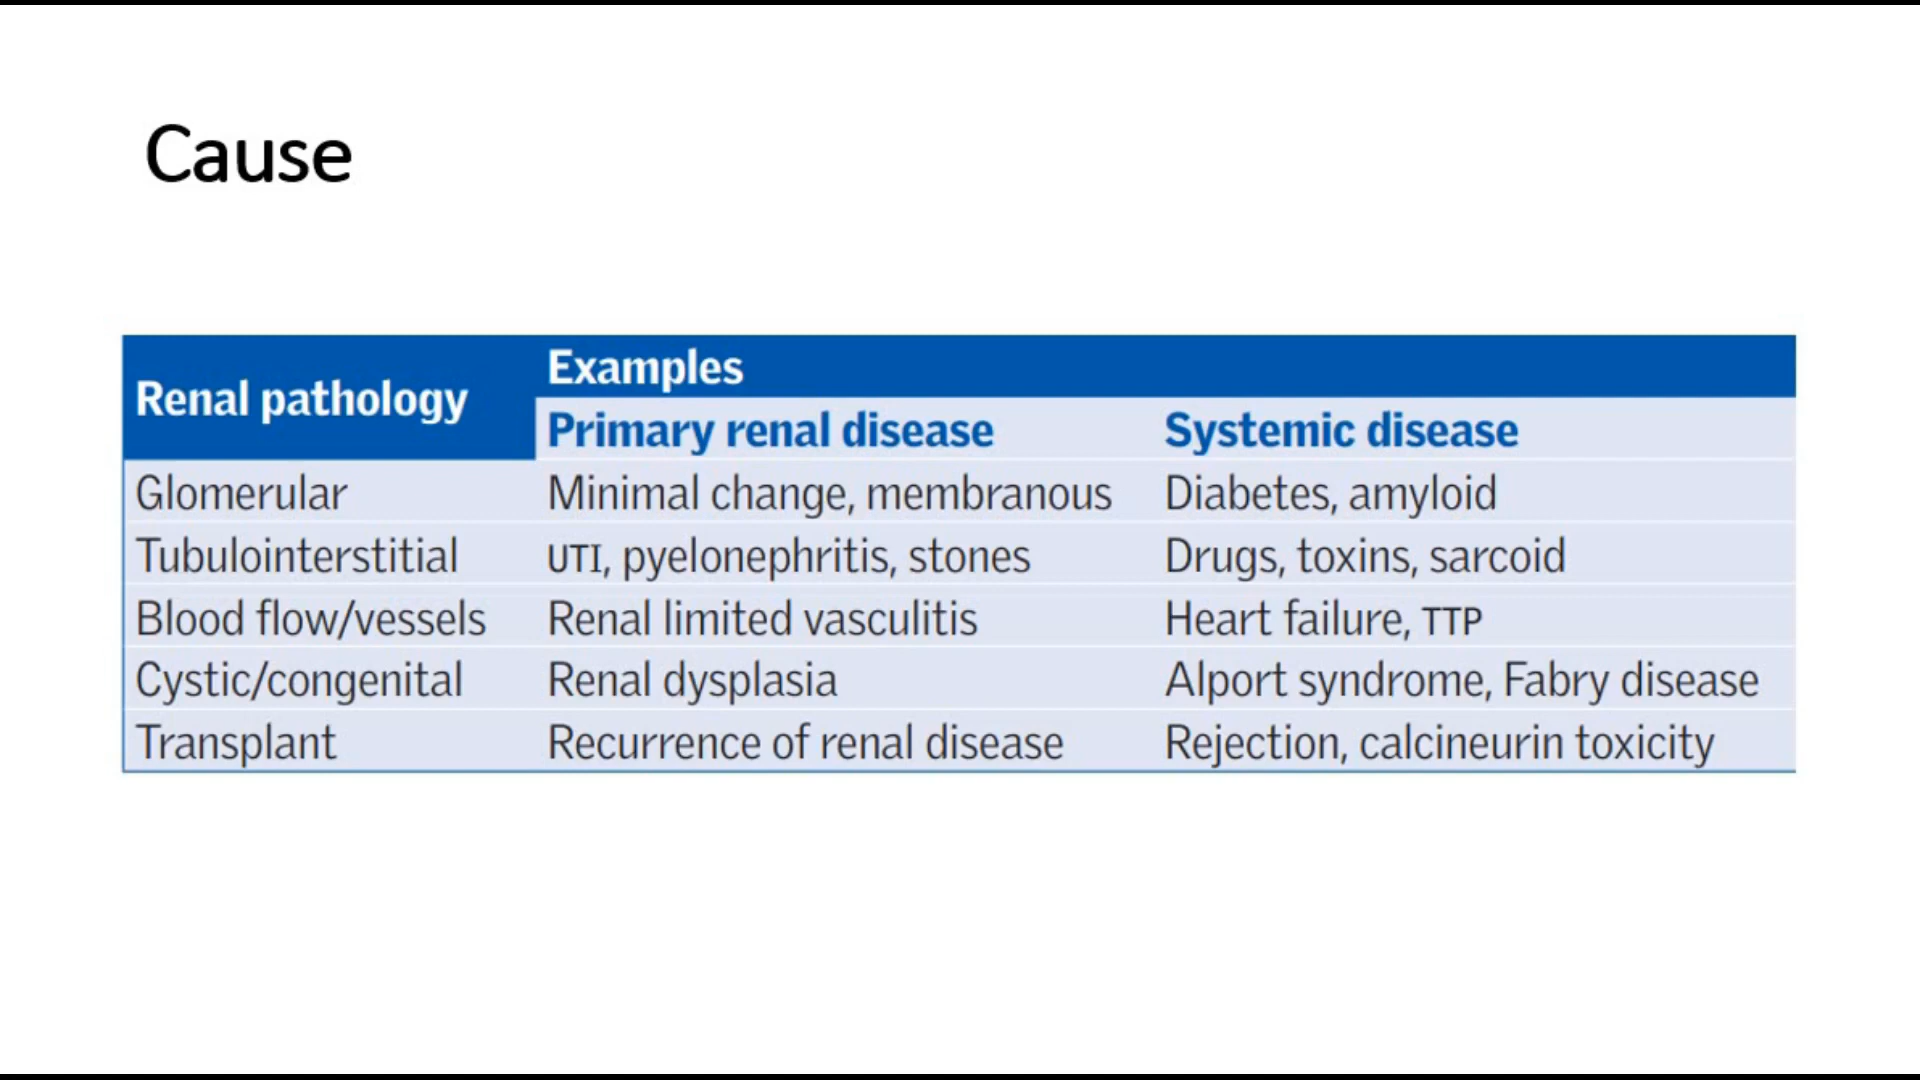 Cause
Renal pathology
Examples
Primary renal disease Systemic disease
Glomerular Minimal change, membranous Diabetes, amyloid
Tubulointerstitial UTI, pyelonephritis, stones Drugs, toxins, sarcoid
Blood flow/vessels Renal limited vasculitis Heart failure, TTP
Cystic/congenital Renal dysplasia Alport syndrome, Fabry disease
Transplant Recurrence of renal disease Rejection, calcineurin toxicity